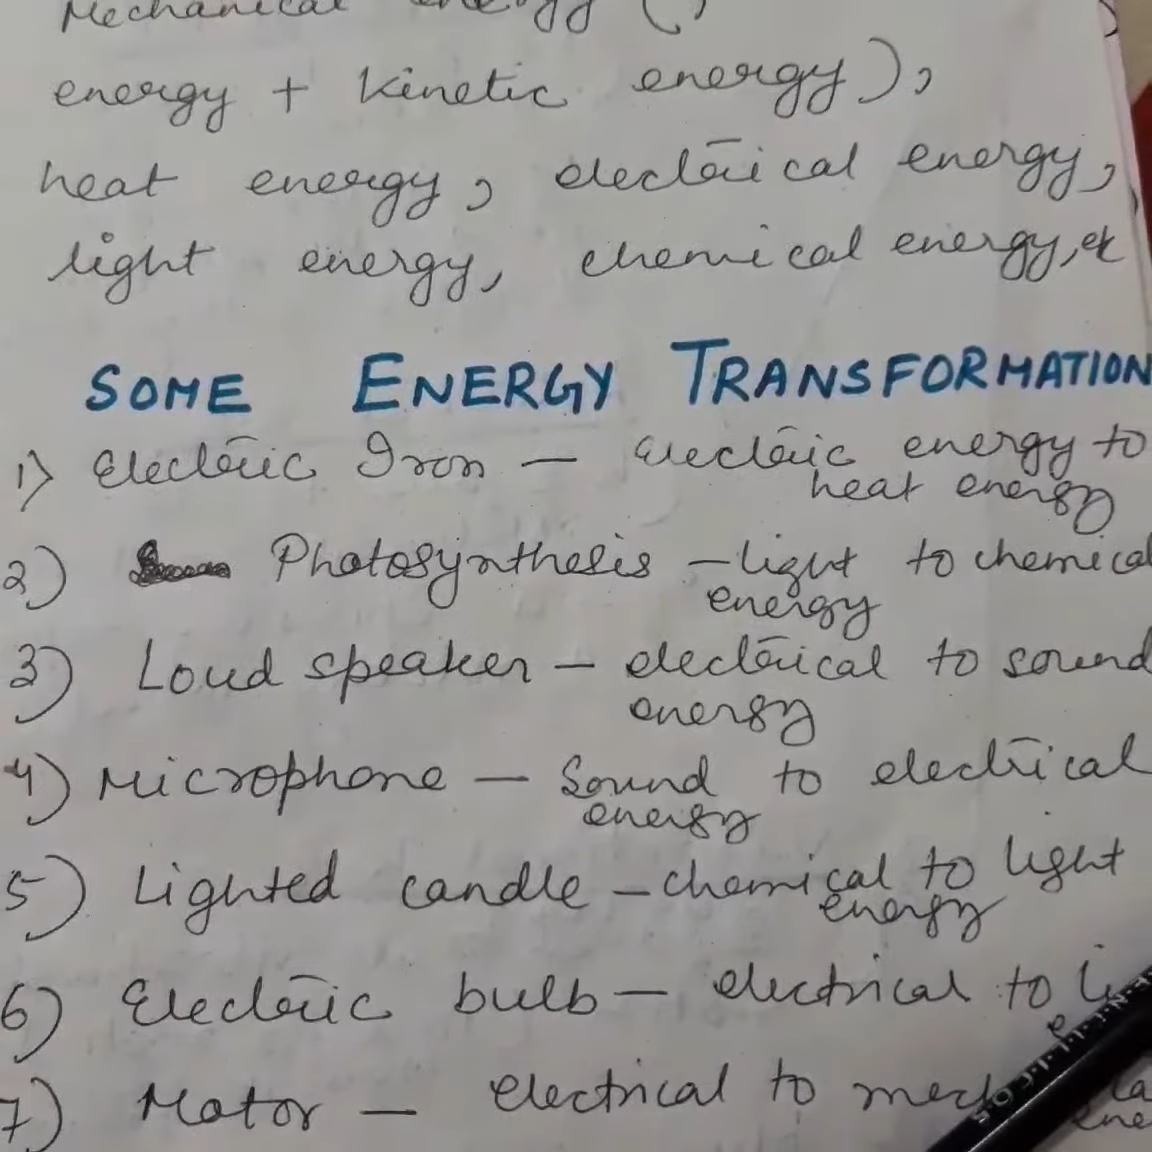 Mechanical energy (
energy + Kinetic energy),
heat energy, electrical energy,
light energy, chemical energy, etc
SOME ENERGY TRANSFORMATION
1) Electric Iron – Electric energy to
heat energy
2) Photosynthesis – light to chemical
energy
3) Loud speaker – electrical to sound
energy
4) Microphone – Sound to electrical
energy
5) Lighted candle – chemical to light
energy
6) Electric bulb – electrical to
7) Motor – electrical to